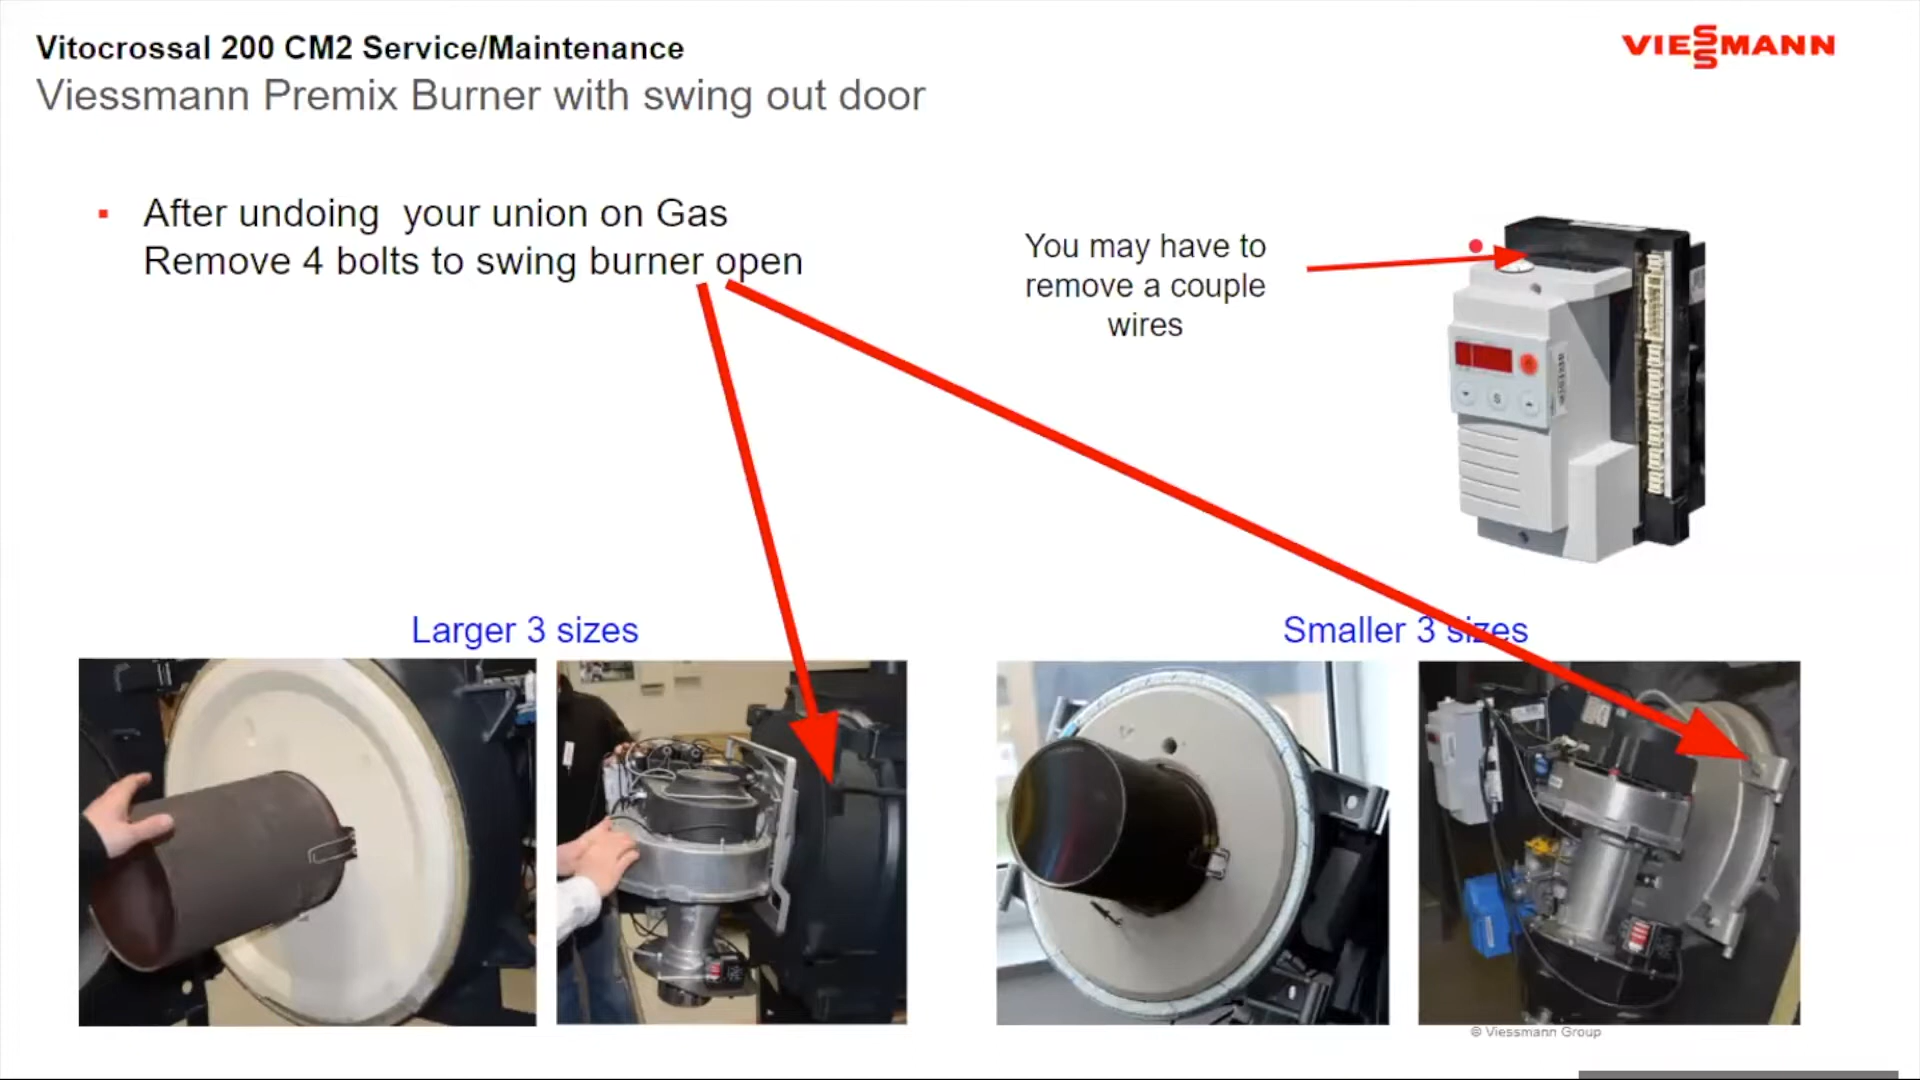 Vitocrossal 200 CM2 Service/Maintenance
Viessmann Premix Burner with swing out door
VIESSMANN
After undoing your union on Gas
Remove 4 bolts to swing burner open
You may have to
remove a couple
wires
S
Larger 3 sizes
Smaller 3 sizes
© Viessmann Group